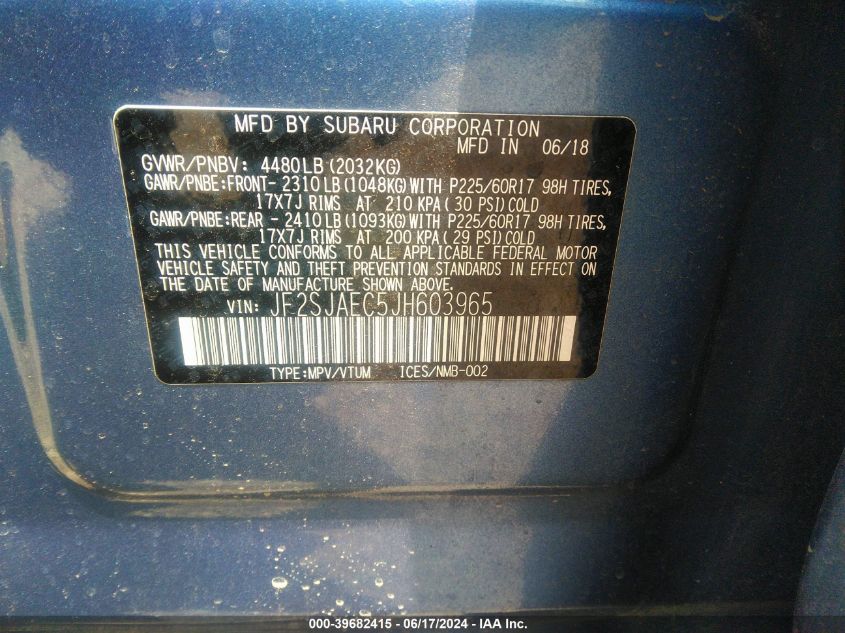 MFD BY SUBARU CORPORATION
MFD IN 06/18
GVWR/PNBV: 4480LB(2032KG)
GAWR/PNBE:FRONT- 2310LB(1048KG)WITH P225/60R17 98H TIRES,
17X7J RIMS AT 210 KPA( 30 PSI)COLD
GAWR/PNBE:REAR - 2410LB(1093KG)WITH P225/60R17 98H TIRES,
17X7J RIMS AT 200 KPA( 29 PSI)COLD
THIS VEHICLE CONFORMS TO ALL APPLICABLE FEDERAL MOTOR
VEHICLE SAFETY AND THEFT PREVENTION STANDARDS IN EFFECT ON
THE DATE OF MANUFACTURE SHOWN ABOVE.
VIN: JF2SJAEC5JH603965
TYPE:MPV/VTUM ICES/NMB-002
000-39682415 - 06/17/2024 - IAA Inc.